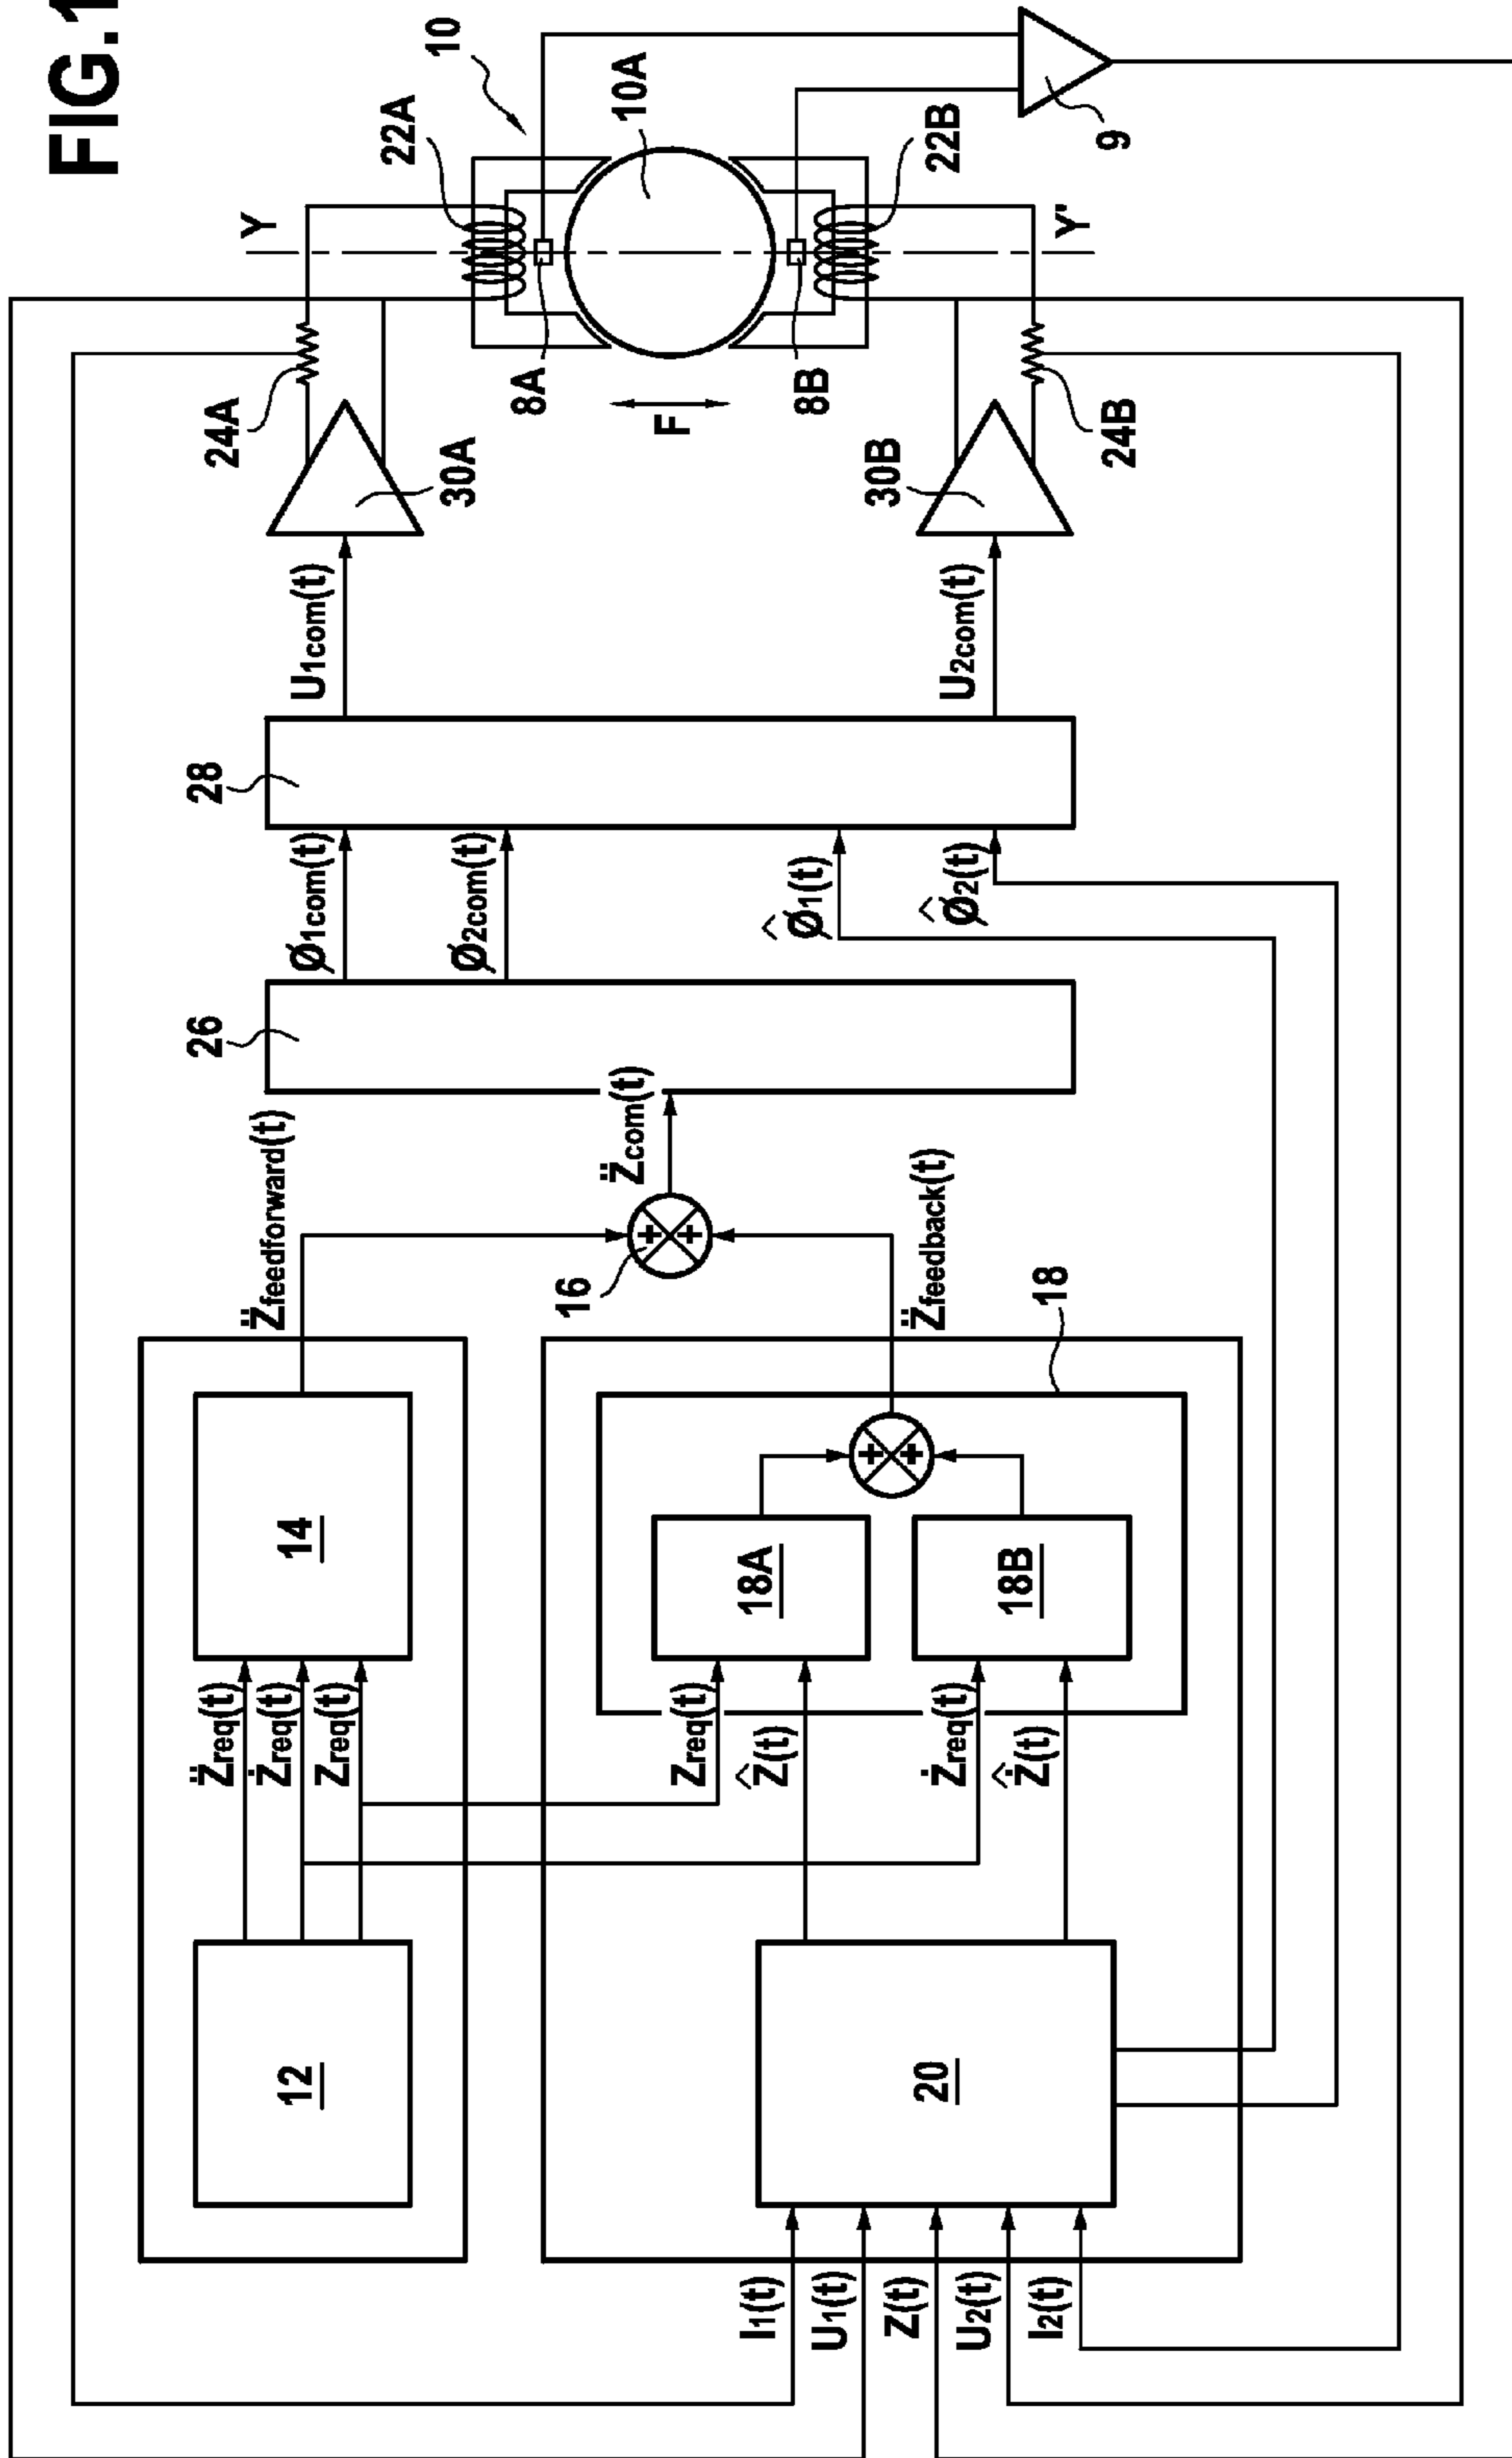 FIG.1
10
22A
10A
Y
8A
24A
30A
F
8B
22B
9
Y'
30B
24B
U1com(t)
U2com(t)
28
Ø1com(t)
Ø2com(t)
Ø̂1(t)
Ø̂2(t)
26
Z̈com(t)
Z̈feedforward(t)
16
+
+
Z̈feedback(t)
18
+
+
14
18A
18B
Z̈req(t)
Żreq(t)
Zreq(t)
Zreq(t)
Ẑ(t)
Żreq(t)
Ẑ̇(t)
12
20
I1(t)
U1(t)
Z(t)
U2(t)
I2(t)